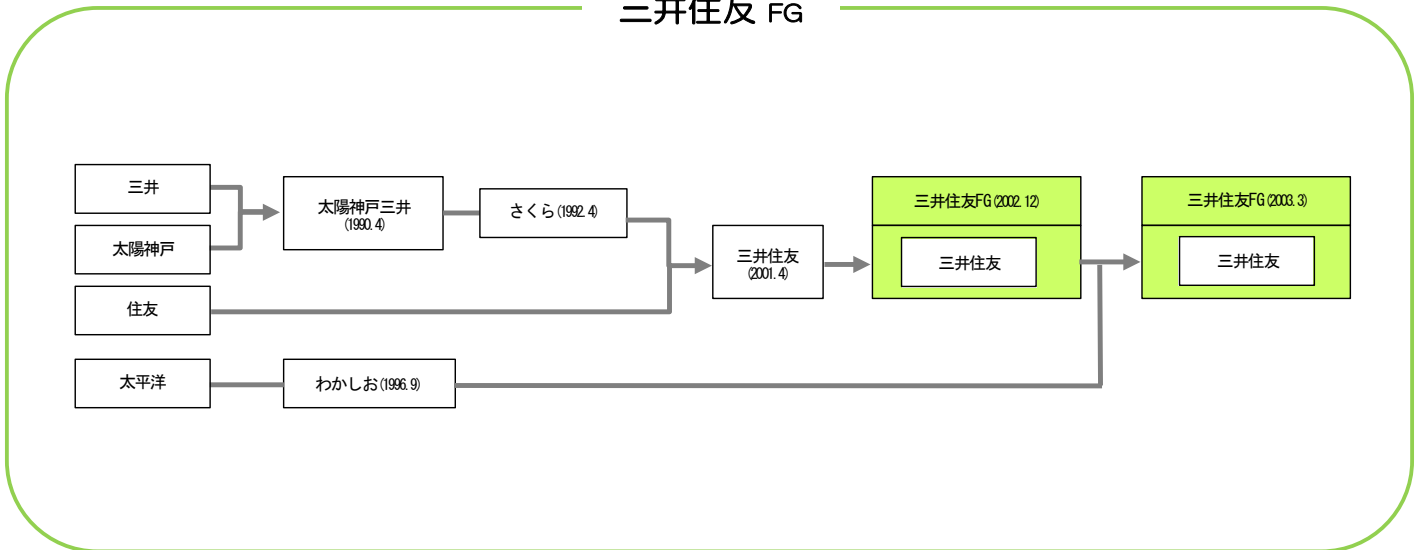 三井住友 FG
三井
太陽神戸
住友
太平洋
太陽神戸三井
(1990.4)
さくら(1992.4)
わかしお(1996.9)
三井住友
(2001.4)
三井住友FG(2002.12)
三井住友
三井住友FG(2003.3)
三井住友